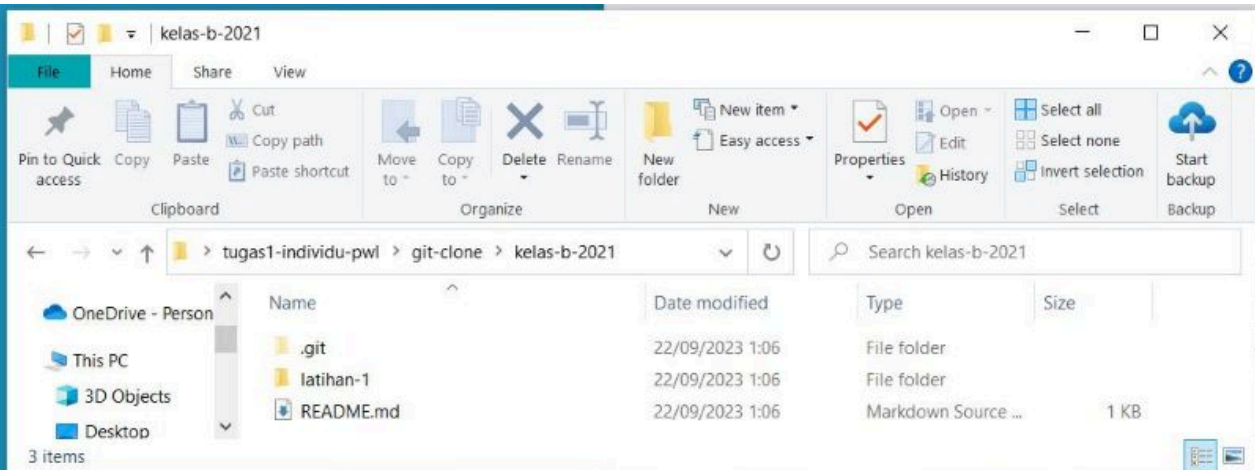 kelas-b-2021
File Home Share View
Pin to Quick access
Copy
Paste
Cut
Copy path
Paste shortcut
Clipboard
Move to
Copy to
Delete
Rename
Organize
New folder
New item
Easy access
New
Properties
Open
Edit
History
Open
Select all
Select none
Invert selection
Select
Start backup
Backup
tugas1-individu-pwl > git-clone > kelas-b-2021
Search kelas-b-2021
OneDrive - Person
This PC
3D Objects
Desktop
Name Date modified Type Size
.git 22/09/2023 1:06 File folder
latihan-1 22/09/2023 1:06 File folder
README.md 22/09/2023 1:06 Markdown Source ... 1 KB
3 items